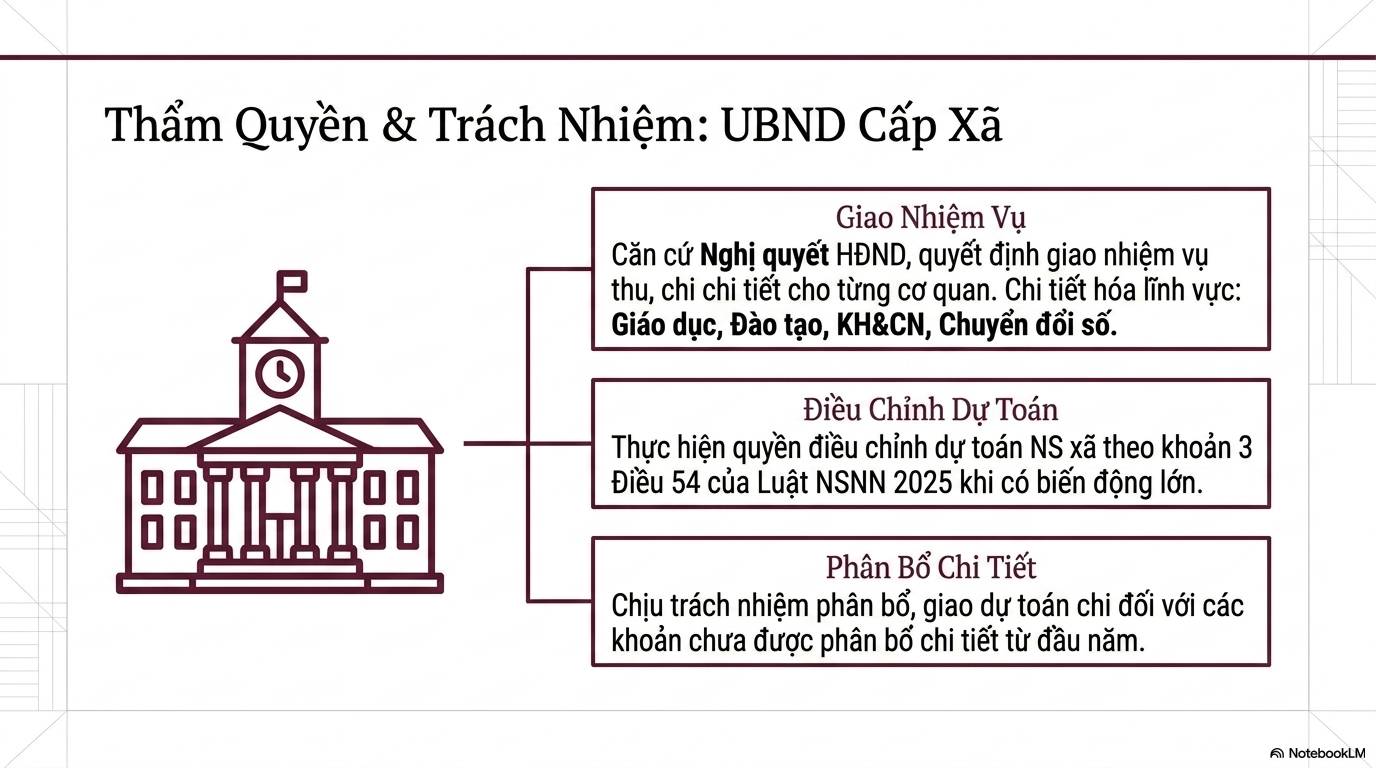 Thẩm Quyền & Trách Nhiệm: UBND Cấp Xã
Giao Nhiệm Vụ
Căn cứ Nghị quyết HĐND, quyết định giao nhiệm vụ
thu, chi chi tiết cho từng cơ quan. Chi tiết hóa lĩnh vực:
Giáo dục, Đào tạo, KH&CN, Chuyển đổi số.
Điều Chỉnh Dự Toán
Thực hiện quyền điều chỉnh dự toán NS xã theo khoản 3
Điều 54 của Luật NSNN 2025 khi có biến động lớn.
Phân Bổ Chi Tiết
Chịu trách nhiệm phân bổ, giao dự toán chi đối với các
khoản chưa được phân bổ chi tiết từ đầu năm.
NotebookLM